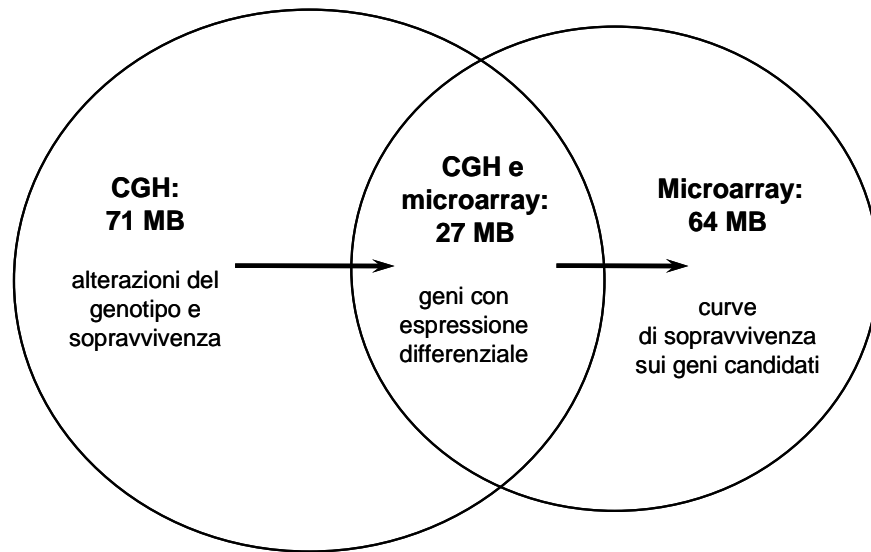 CGH:
71 MB
alterazioni del
genotipo e
sopravvivenza
CGH e
microarray:
27 MB
geni con
espressione
differenziale
Microarray:
64 MB
curve
di sopravvivenza
sui geni candidati